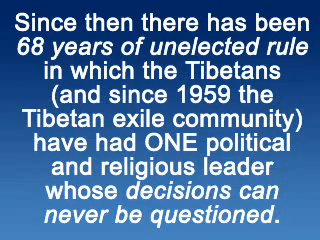 Since then there has been
68 years of unelected rule
in which the Tibetans
(and since 1959 the
Tibetan exile community)
have had ONE political
and religious leader
whose decisions can
never be questioned.